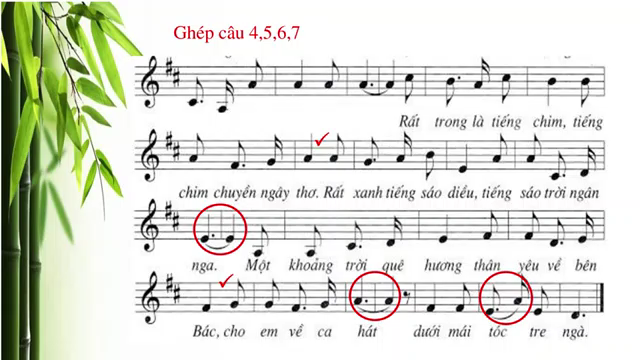 Ghép câu 4,5,6,7
Rất trong là tiếng chim, tiếng
chim chuyền ngây thơ. Rất xanh tiếng sáo diều, tiếng sáo trời ngân
nga. Một khoảng trời quê hương thân yêu về bên
Bác, cho em về ca hát dưới mái tóc tre ngà.